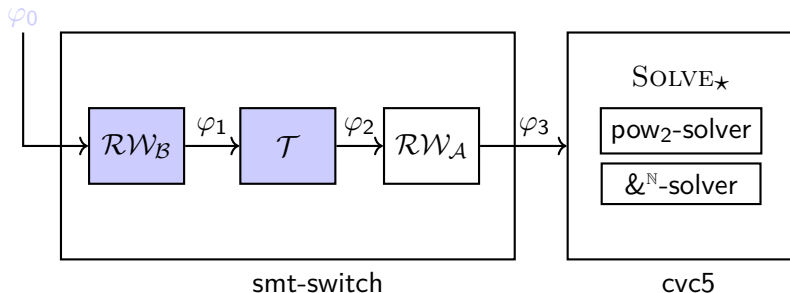 φ₀
SOLVE⋆
φ₁ φ₂ φ₃
𝓡𝓦_𝓑 𝓣 𝓡𝓦_𝓐 pow₂-solver
&^ℕ-solver
smt-switch cvc5